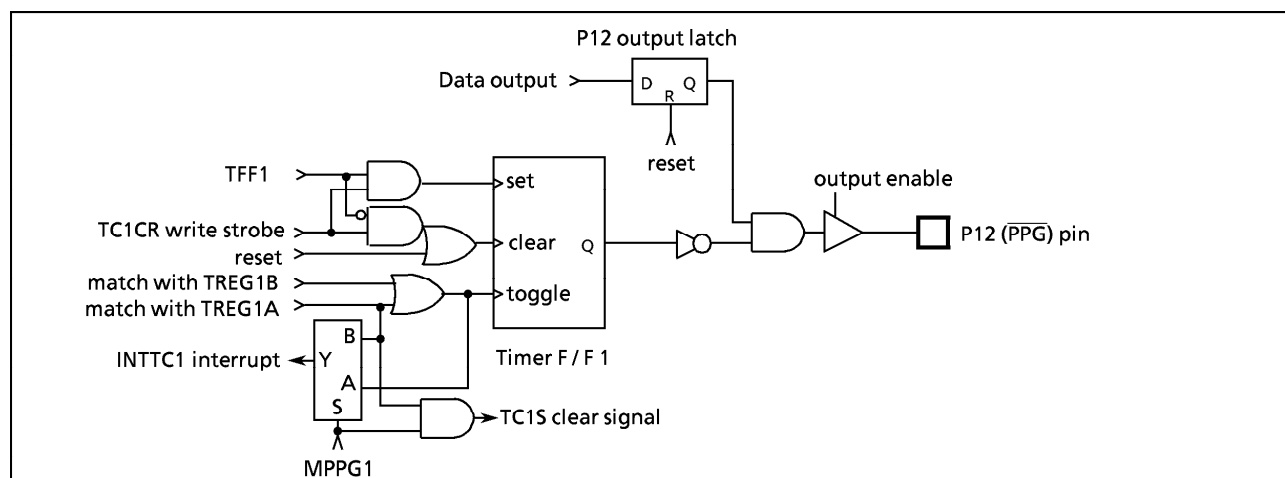 P12 output latch
Data output
D
Q
R
reset
output enable
TFF1
set
TC1CR write strobe
clear
Q
P12 (P̅P̅G̅) pin
reset
match with TREG1B
toggle
match with TREG1A
B
INTTC1 interrupt
Y
Timer F / F 1
A
S
TC1S clear signal
MPPG1